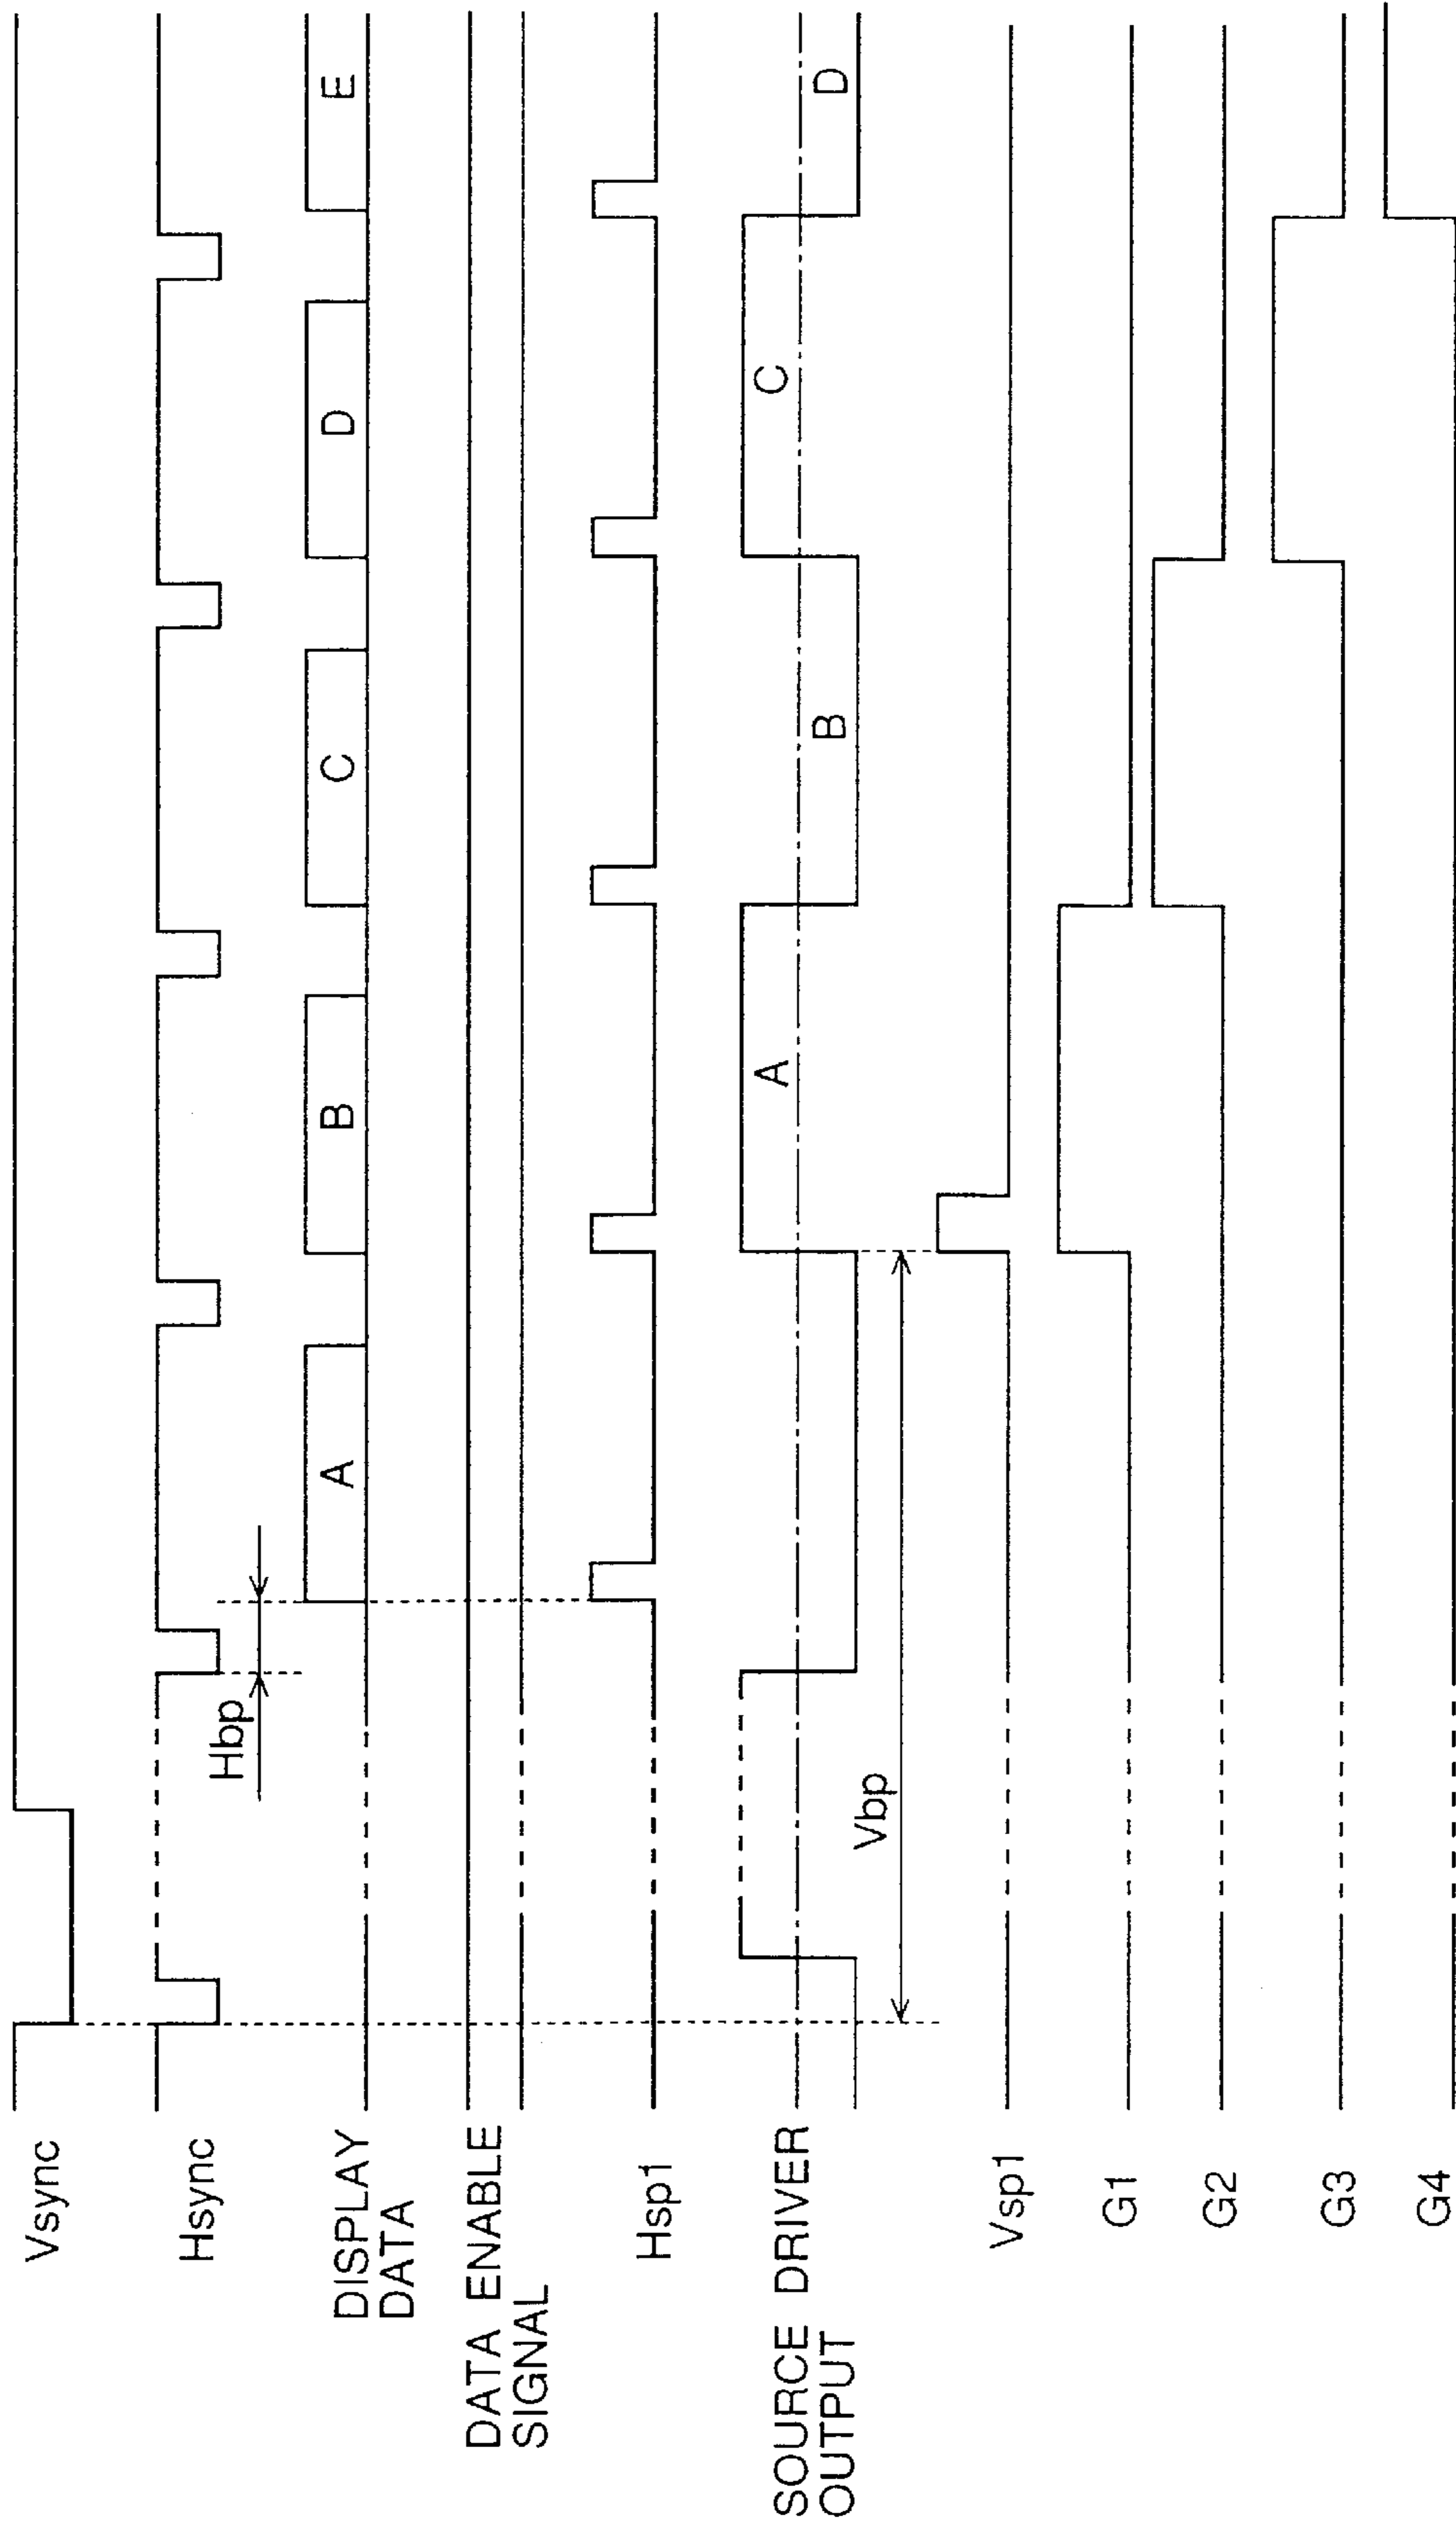 Vsync
Hsync
Hbp
DISPLAY
DATA
A
B
C
D
E
DATA ENABLE
SIGNAL
Hsp1
SOURCE DRIVER
OUTPUT
A
B
C
D
Vbp
Vsp1
G1
G2
G3
G4